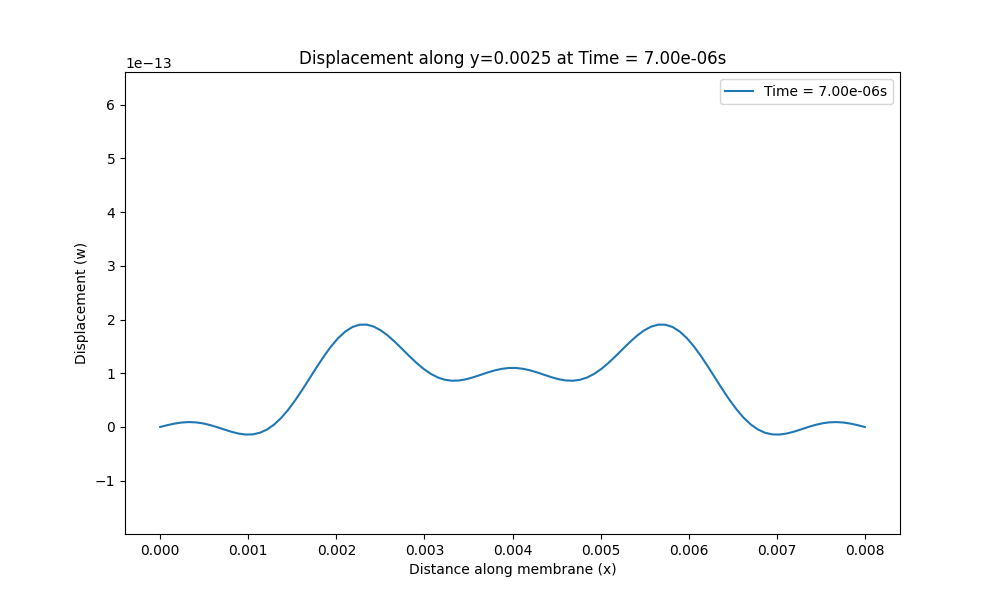 Displacement along y=0.0025 at Time = 7.00e-06s
1e−13
Time = 7.00e-06s
6
5
4
3
2
1
0
−1
Displacement (w)
0.000 0.001 0.002 0.003 0.004 0.005 0.006 0.007 0.008
Distance along membrane (x)